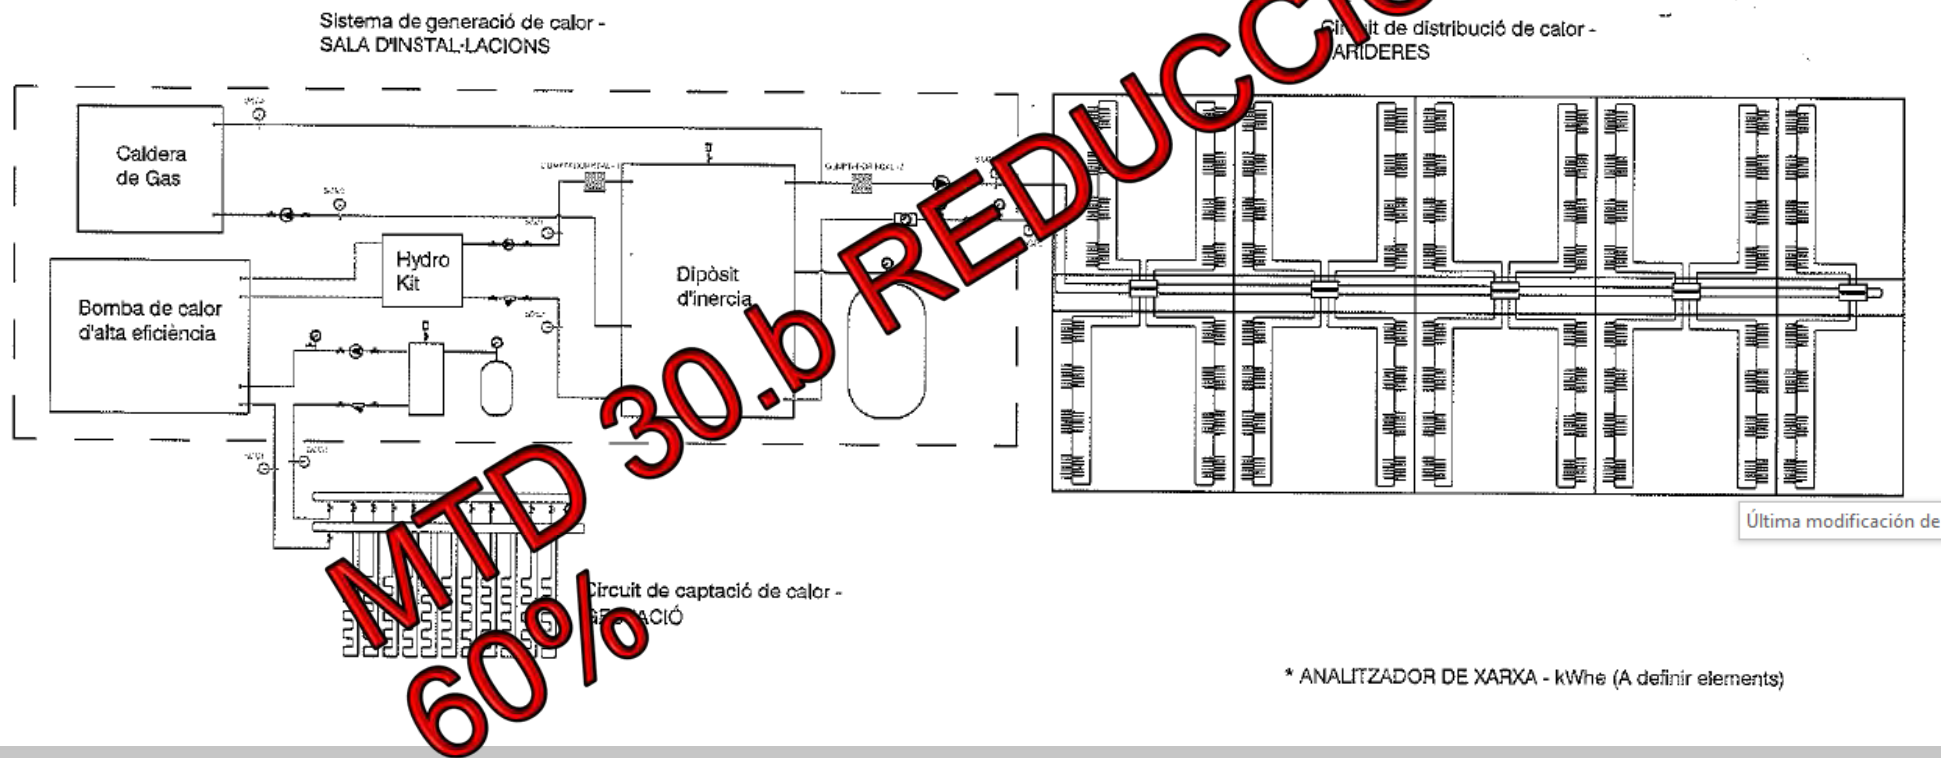 Sistema de generació de calor -
SALA D'INSTAL·LACIONS
Circuit de distribució de calor -
PARIDERES
Caldera
de Gas
Hydro
Kit
Bomba de calor
d'alta eficiència
Dipòsit
d'inercia
MTD 30.b REDUCCIÓ
60%
Circuit de captació de calor -
GESTACIÓ
Última modificación de
* ANALITZADOR DE XARXA - kWhe (A definir elements)